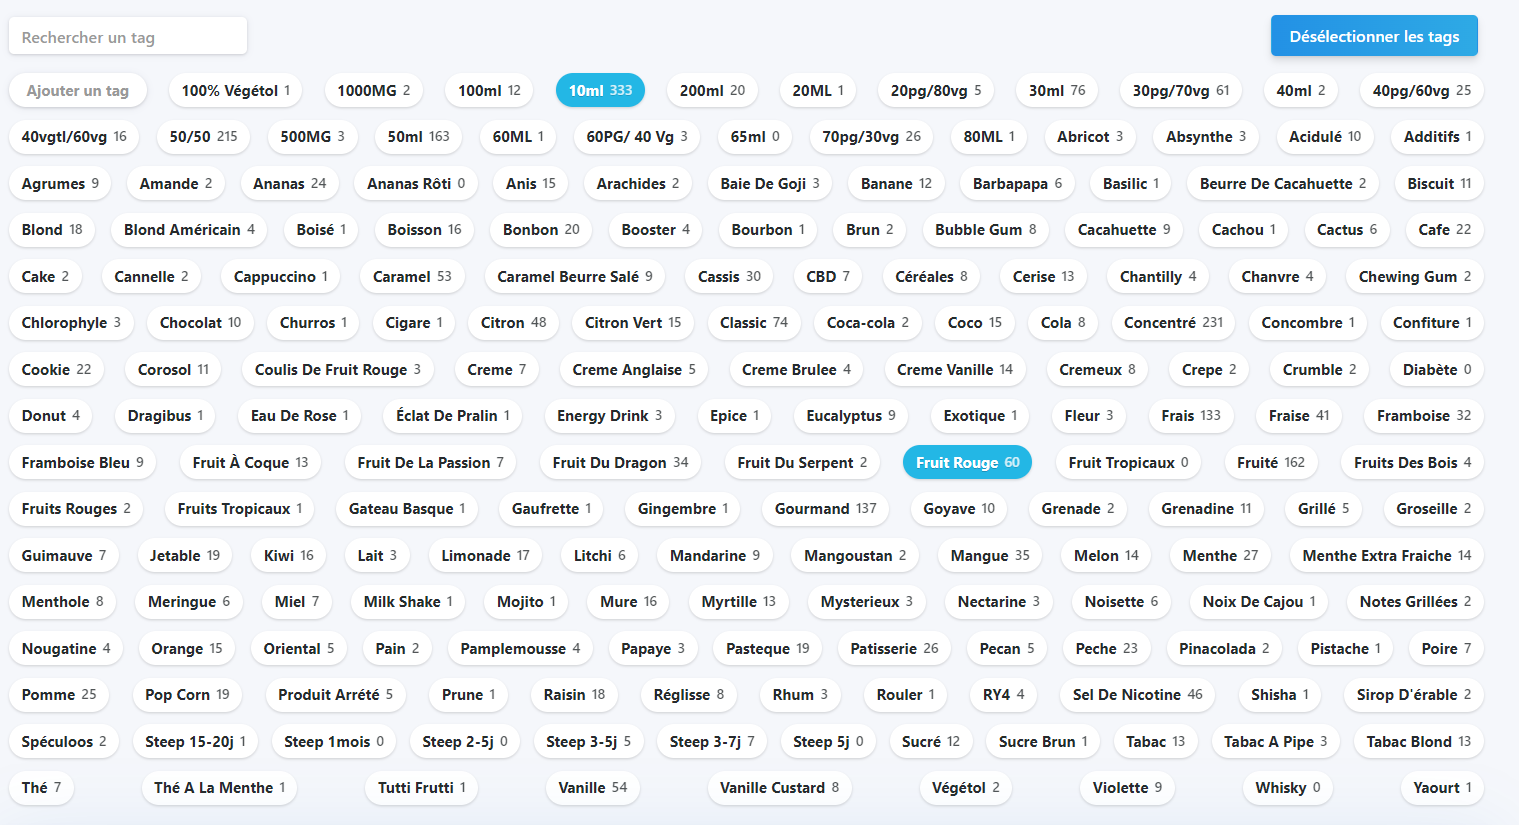 Rechercher un tag Désélectionner les tags
Ajouter un tag 100% Végétol 1 1000MG 2 100ml 12 10ml 333 200ml 20 20ML 1 20pg/80vg 5 30ml 76 30pg/70vg 61 40ml 2 40pg/60vg 25
40vgtl/60vg 16 50/50 215 500MG 3 50ml 163 60ML 1 60PG/ 40 Vg 3 65ml 0 70pg/30vg 26 80ML 1 Abricot 3 Absynthe 3 Acidulé 10 Additifs 1
Agrumes 9 Amande 2 Ananas 24 Ananas Rôti 0 Anis 15 Arachides 2 Baie De Goji 3 Banane 12 Barbapapa 6 Basilic 1 Beurre De Cacahuette 2 Biscuit 11
Blond 18 Blond Américain 4 Boisé 1 Boisson 16 Bonbon 20 Booster 4 Bourbon 1 Brun 2 Bubble Gum 8 Cacahuette 9 Cachou 1 Cactus 6 Cafe 22
Cake 2 Cannelle 2 Cappuccino 1 Caramel 53 Caramel Beurre Salé 9 Cassis 30 CBD 7 Céréales 8 Cerise 13 Chantilly 4 Chanvre 4 Chewing Gum 2
Chlorophyle 3 Chocolat 10 Churros 1 Cigare 1 Citron 48 Citron Vert 15 Classic 74 Coca-cola 2 Coco 15 Cola 8 Concentré 231 Concombre 1 Confiture 1
Cookie 22 Corosol 11 Coulis De Fruit Rouge 3 Creme 7 Creme Anglaise 5 Creme Brulee 4 Creme Vanille 14 Cremeux 8 Crepe 2 Crumble 2 Diabète 0
Donut 4 Dragibus 1 Eau De Rose 1 Éclat De Pralin 1 Energy Drink 3 Epice 1 Eucalyptus 9 Exotique 1 Fleur 3 Frais 133 Fraise 41 Framboise 32
Framboise Bleu 9 Fruit À Coque 13 Fruit De La Passion 7 Fruit Du Dragon 34 Fruit Du Serpent 2 Fruit Rouge 60 Fruit Tropicaux 0 Fruité 162 Fruits Des Bois 4
Fruits Rouges 2 Fruits Tropicaux 1 Gateau Basque 1 Gaufrette 1 Gingembre 1 Gourmand 137 Goyave 10 Grenade 2 Grenadine 11 Grillé 5 Groseille 2
Guimauve 7 Jetable 19 Kiwi 16 Lait 3 Limonade 17 Litchi 6 Mandarine 9 Mangoustan 2 Mangue 35 Melon 14 Menthe 27 Menthe Extra Fraiche 14
Menthole 8 Meringue 6 Miel 7 Milk Shake 1 Mojito 1 Mure 16 Myrtille 13 Mysterieux 3 Nectarine 3 Noisette 6 Noix De Cajou 1 Notes Grillées 2
Nougatine 4 Orange 15 Oriental 5 Pain 2 Pamplemousse 4 Papaye 3 Pasteque 19 Patisserie 26 Pecan 5 Peche 23 Pinacolada 2 Pistache 1 Poire 7
Pomme 25 Pop Corn 19 Produit Arrété 5 Prune 1 Raisin 18 Réglisse 8 Rhum 3 Rouler 1 RY4 4 Sel De Nicotine 46 Shisha 1 Sirop D'érable 2
Spéculoos 2 Steep 15-20j 1 Steep 1mois 0 Steep 2-5j 0 Steep 3-5j 5 Steep 3-7j 7 Steep 5j 0 Sucré 12 Sucre Brun 1 Tabac 13 Tabac A Pipe 3 Tabac Blond 13
Thé 7 Thé A La Menthe 1 Tutti Frutti 1 Vanille 54 Vanille Custard 8 Végétol 2 Violette 9 Whisky 0 Yaourt 1